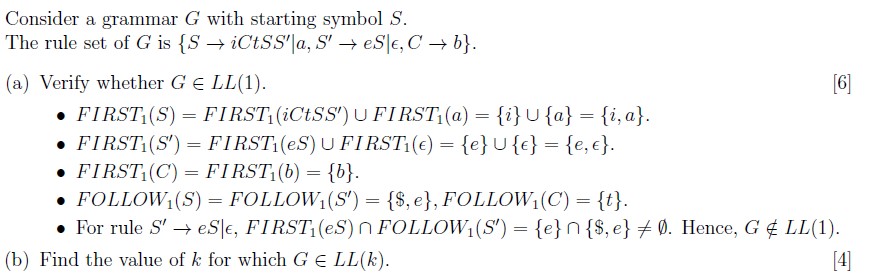 Consider a grammar G with starting symbol S.
The rule set of G is {S → iCtSS′|a, S′ → eS|ϵ, C → b}.
(a) Verify whether G ∈ LL(1). [6]
• FIRST₁(S) = FIRST₁(iCtSS′) ∪ FIRST₁(a) = {i} ∪ {a} = {i, a}.
• FIRST₁(S′) = FIRST₁(eS) ∪ FIRST₁(ϵ) = {e} ∪ {ϵ} = {e, ϵ}.
• FIRST₁(C) = FIRST₁(b) = {b}.
• FOLLOW₁(S) = FOLLOW₁(S′) = {$, e}, FOLLOW₁(C) = {t}.
• For rule S′ → eS|ϵ, FIRST₁(eS) ∩ FOLLOW₁(S′) = {e} ∩ {$, e} ≠ ∅. Hence, G ∉ LL(1).
(b) Find the value of k for which G ∈ LL(k). [4]